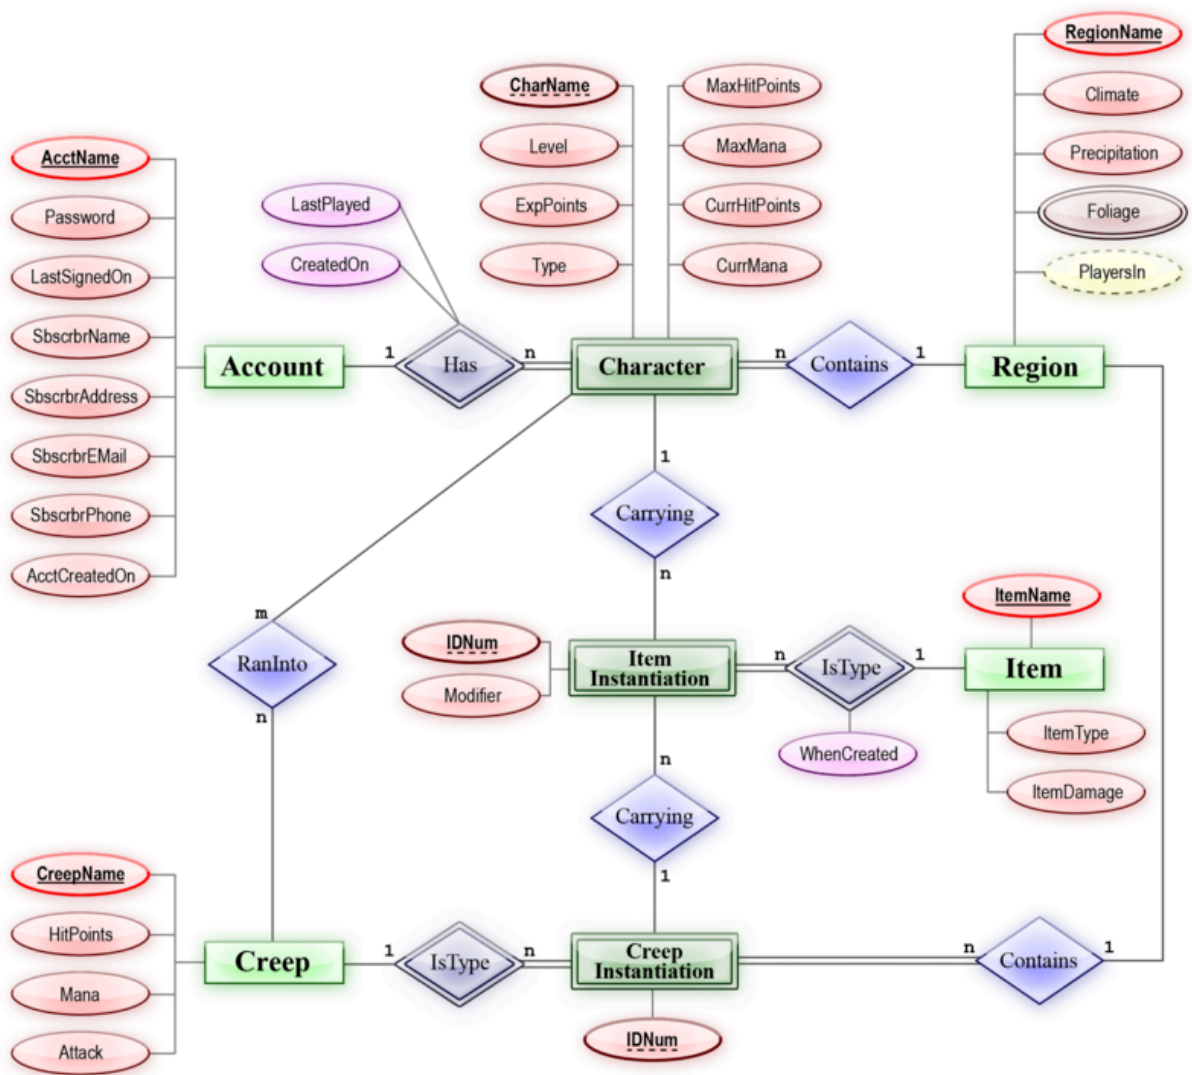 RegionName
CharName
MaxHitPoints
Climate
Level
MaxMana
AcctName
Precipitation
Password
LastPlayed
ExpPoints
CurrHitPoints
Foliage
LastSignedOn
CreatedOn
Type
CurrMana
PlayersIn
SbscrbrName
Account
1
Has
n
Character
n
Contains
1
Region
SbscrbrAddress
SbscrbrEMail
1
SbscrbrPhone
Carrying
AcctCreatedOn
n
ItemName
m
RanInto
n
IDNum
Modifier
Item
Instantiation
n
IsType
1
Item
WhenCreated
ItemType
ItemDamage
n
Carrying
1
CreepName
HitPoints
Mana
Attack
Creep
1
IsType
n
Creep
Instantiation
n
Contains
1
IDNum